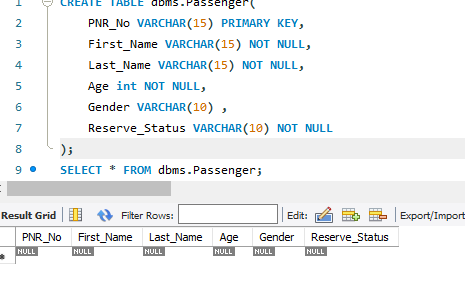 1 CREATE TABLE dbms.Passenger(
2 PNR_No VARCHAR(15) PRIMARY KEY,
3 First_Name VARCHAR(15) NOT NULL,
4 Last_Name VARCHAR(15) NOT NULL,
5 Age int NOT NULL,
6 Gender VARCHAR(10) ,
7 Reserve_Status VARCHAR(10) NOT NULL
8 );
9 SELECT * FROM dbms.Passenger;
Result Grid Filter Rows: Edit: Export/Import
PNR_No First_Name Last_Name Age Gender Reserve_Status
* NULL NULL NULL NULL NULL NULL